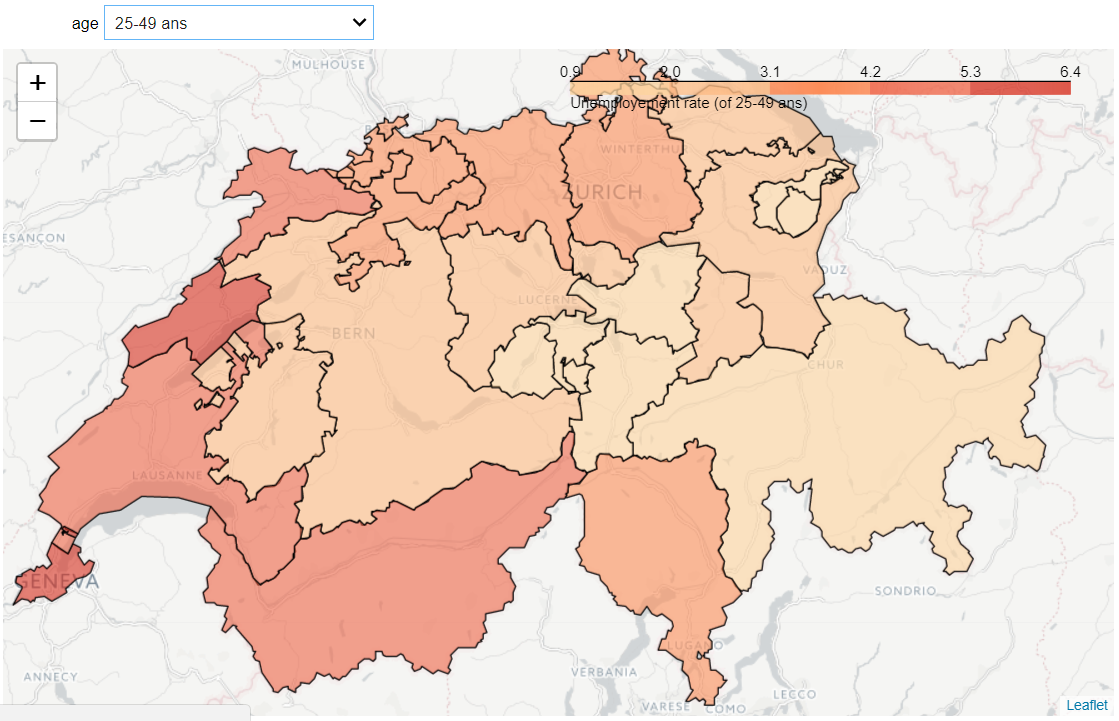 age 25-49 ans
+
−
MULHOUSE
0.9 2.0 3.1 4.2 5.3 6.4
Unemployement rate (of 25-49 ans)
WINTERTHUR
ZURICH
ESANÇON
VADUZ
LUCERNE
BERN
CHUR
LAUSANNE
GENEVA
SONDRIO
LUGANO
ANNECY
VERBANIA
LECCO
VARESE COMO
Leaflet